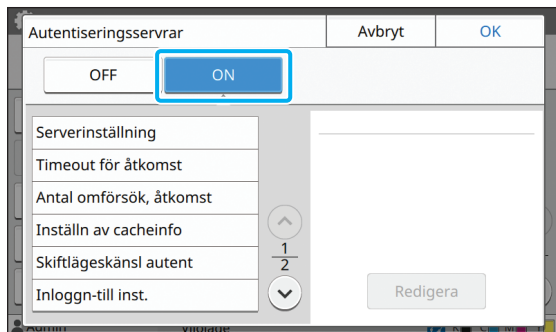 Autentiseringsservrar
Avbryt
OK
OFF
ON
Serverinställning
Timeout för åtkomst
Antal omförsök, åtkomst
Inställn av cacheinfo
Skiftlägeskänsl autent
Inloggn-till inst.
1
2
Redigera